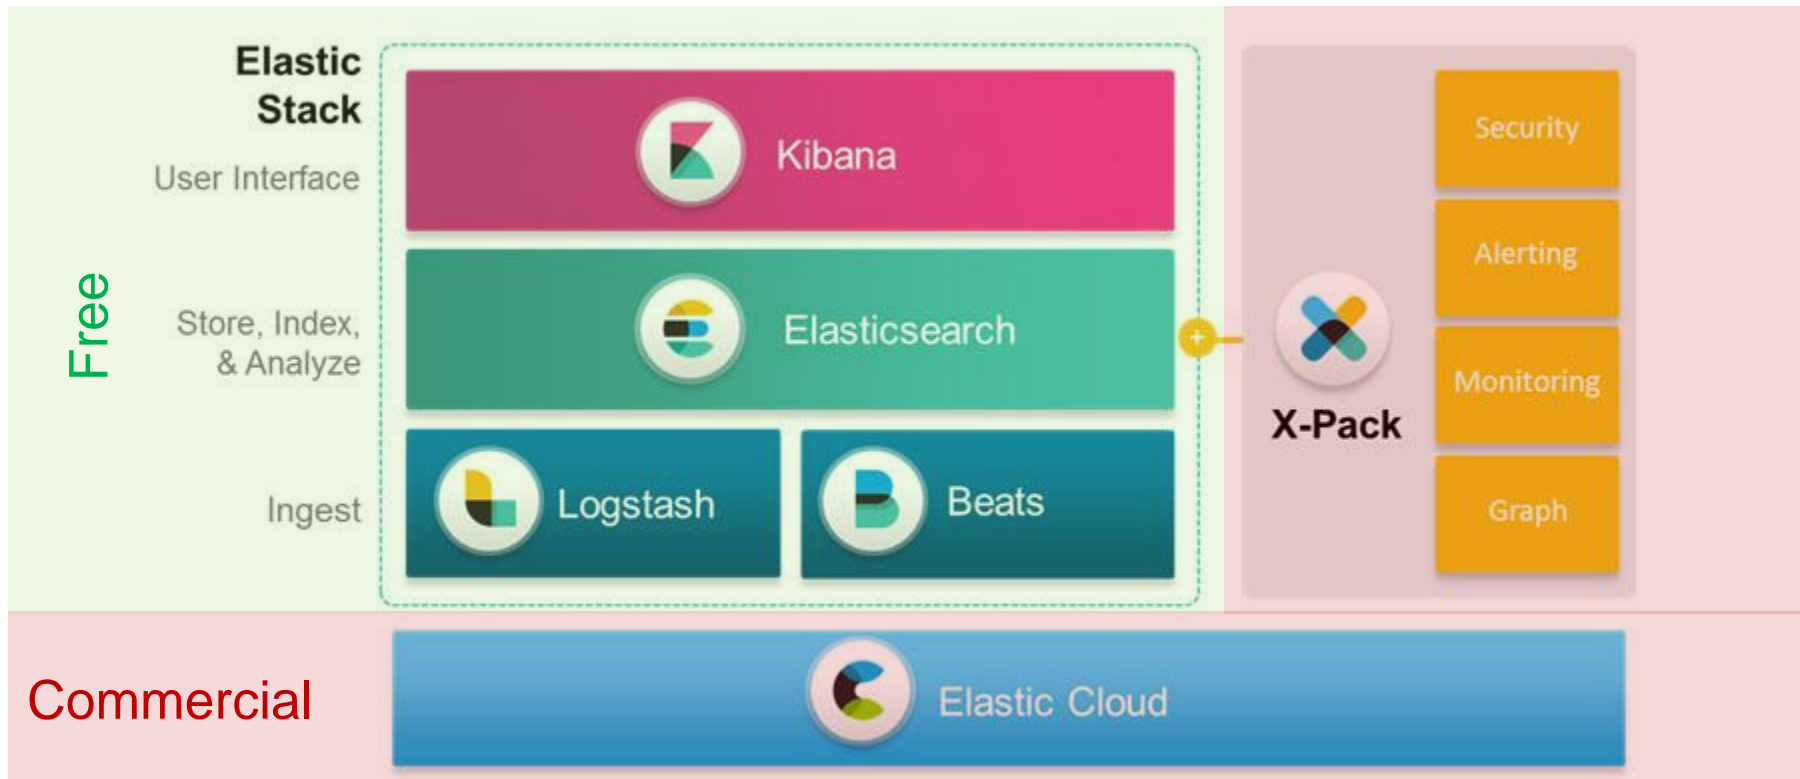 Elastic
Stack
User Interface
Kibana
Free
Store, Index,
& Analyze
Elasticsearch
Ingest
Logstash
Beats
+
X-Pack
Security
Alerting
Monitoring
Graph
Commercial
Elastic Cloud